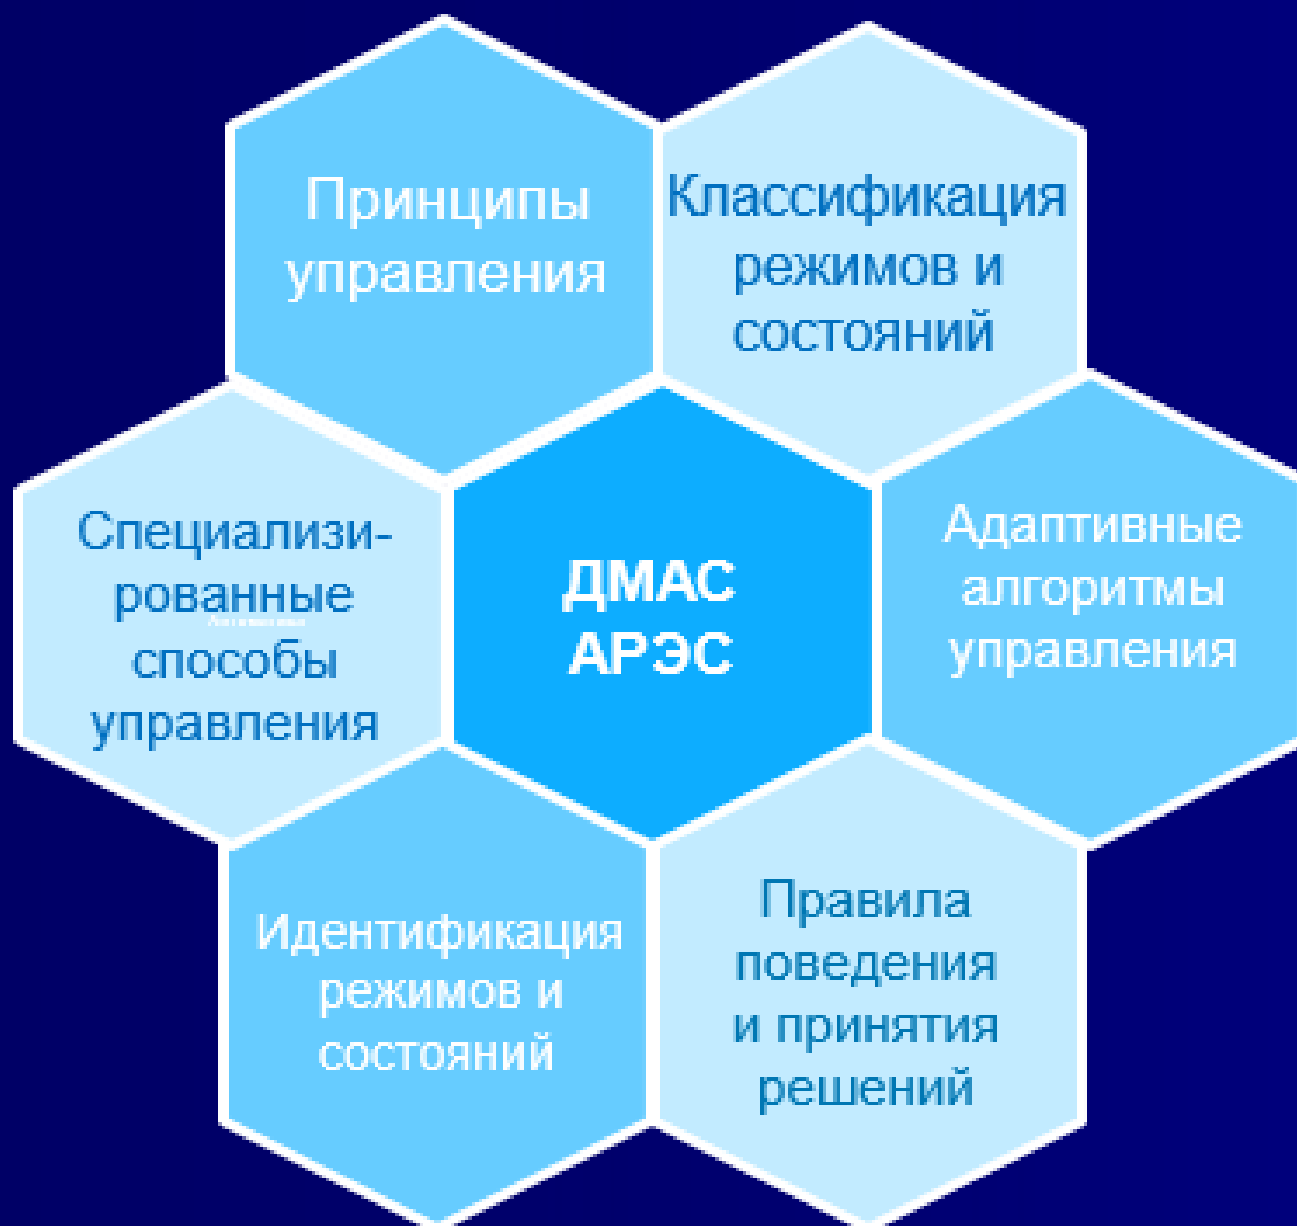 Принципы
управления
Классификация
режимов и
состояний
Специализи-
рованные
способы
управления
ДМАС
АРЭС
Адаптивные
алгоритмы
управления
Идентификация
режимов и
состояний
Правила
поведения
и принятия
решений